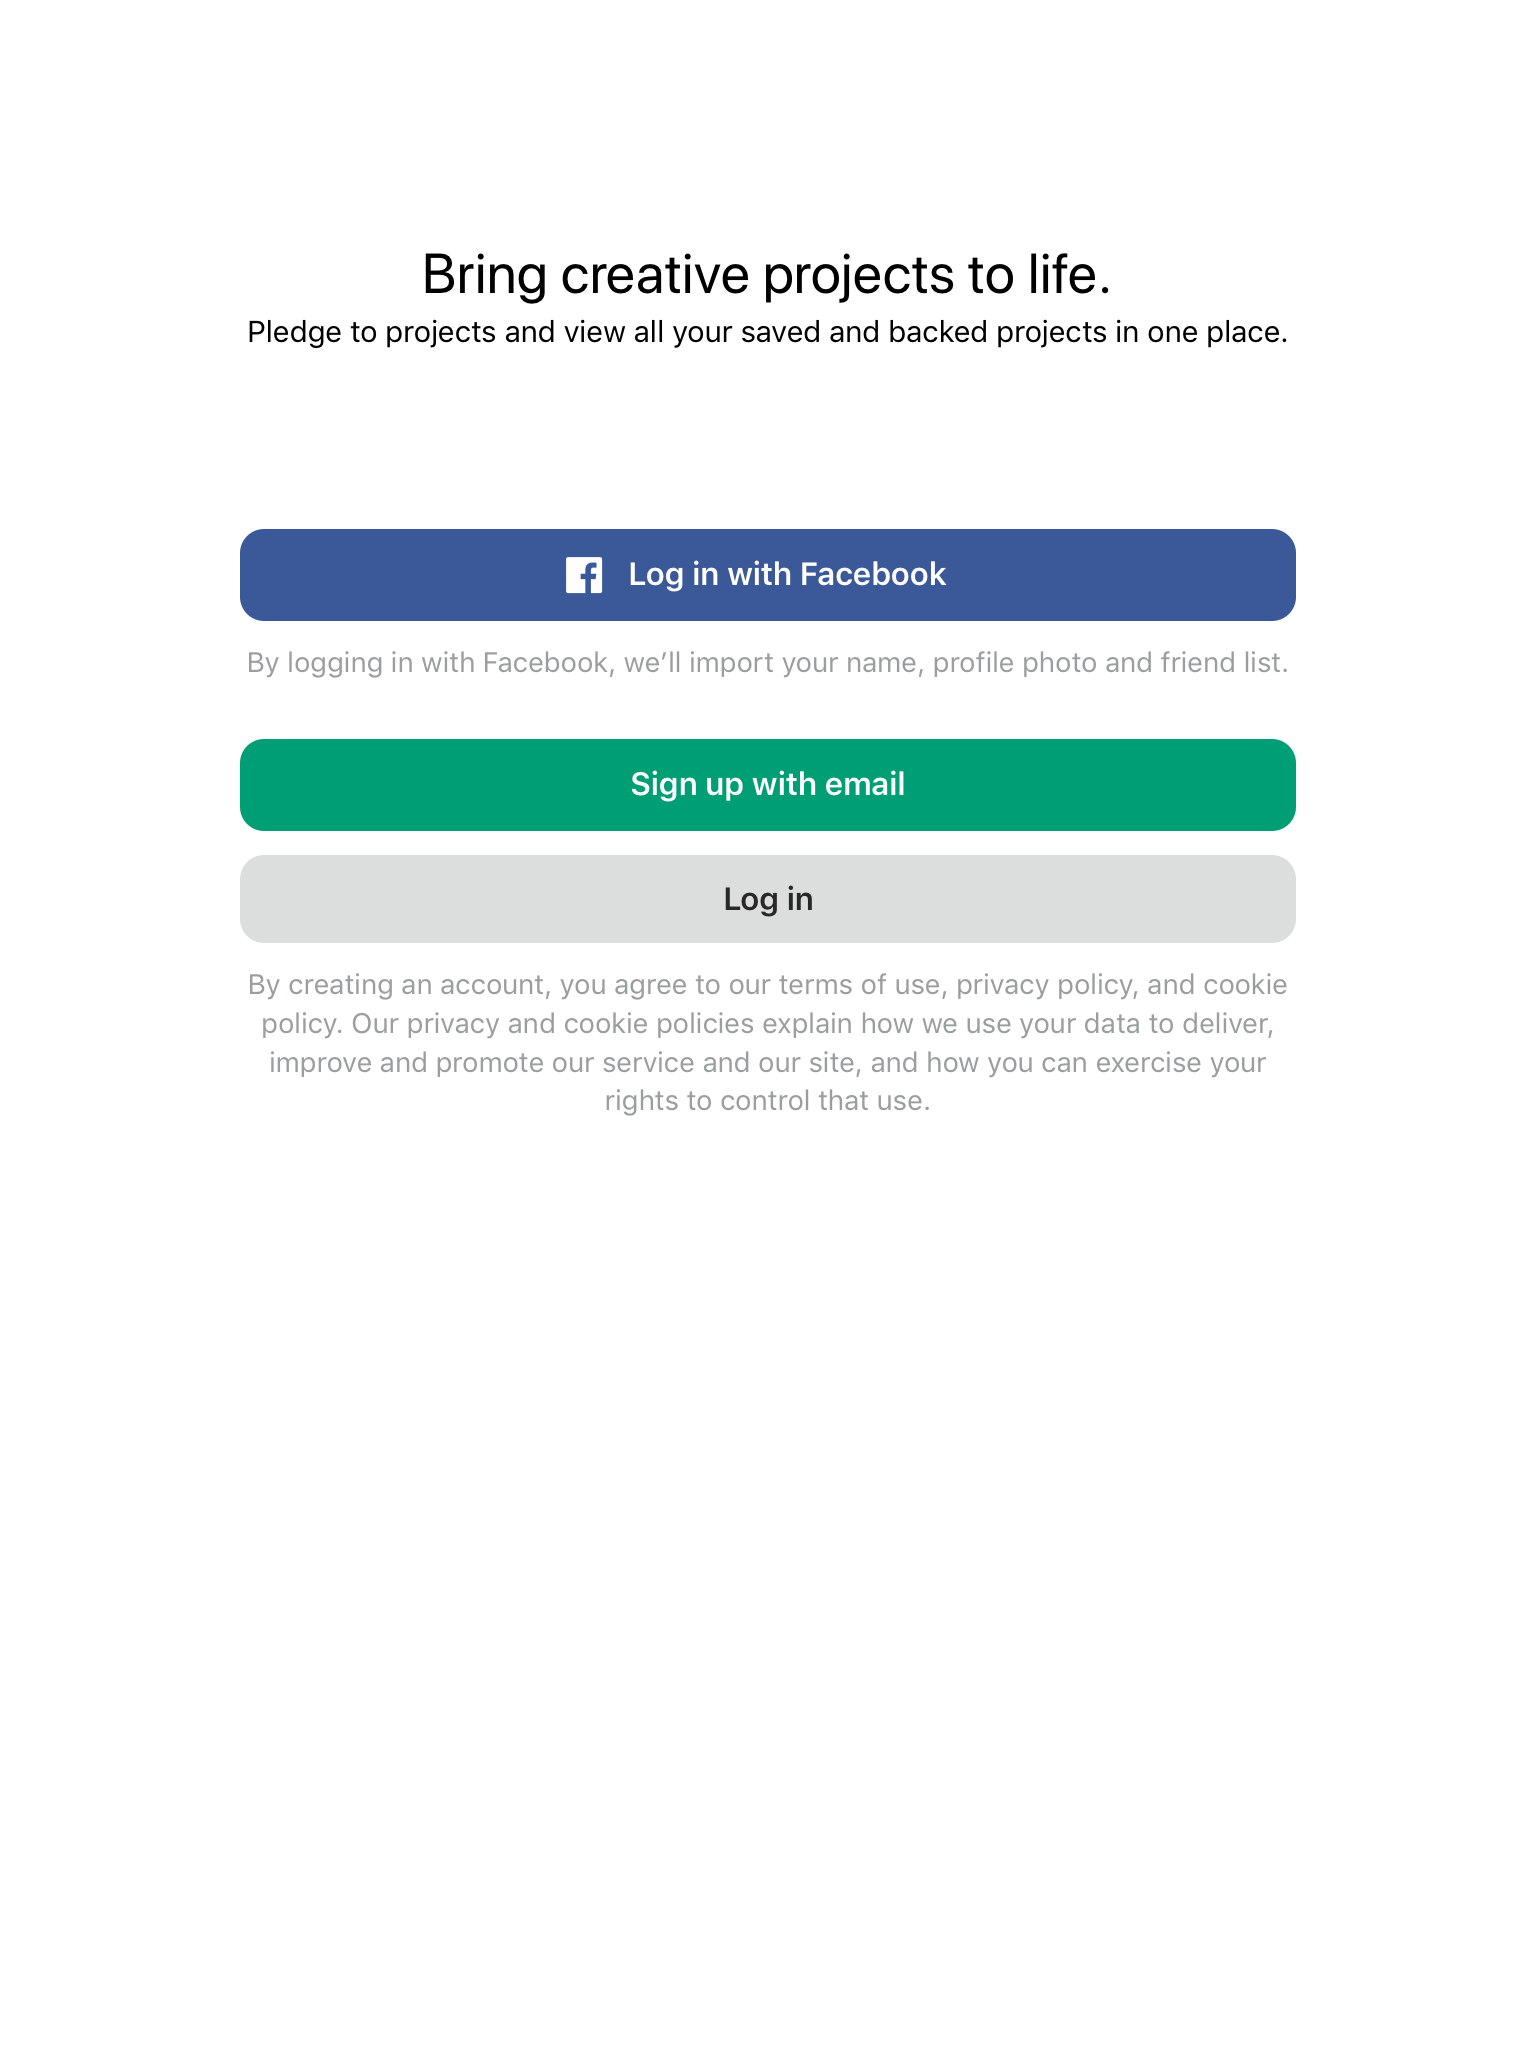 Bring creative projects to life.
Pledge to projects and view all your saved and backed projects in one place.
Log in with Facebook
By logging in with Facebook, we’ll import your name, profile photo and friend list.
Sign up with email
Log in
By creating an account, you agree to our terms of use, privacy policy, and cookie
policy. Our privacy and cookie policies explain how we use your data to deliver,
improve and promote our service and our site, and how you can exercise your
rights to control that use.